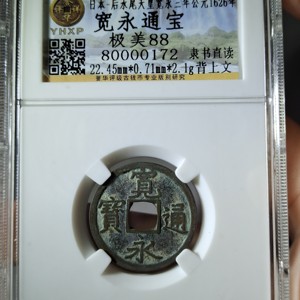 日本·后水尾天皇宽永三年公元1626年
宽永通宝
YHXP
极美88
80000172 隶书直读
22.45mm*0.71mm*2.1g背上文
寛永通寳